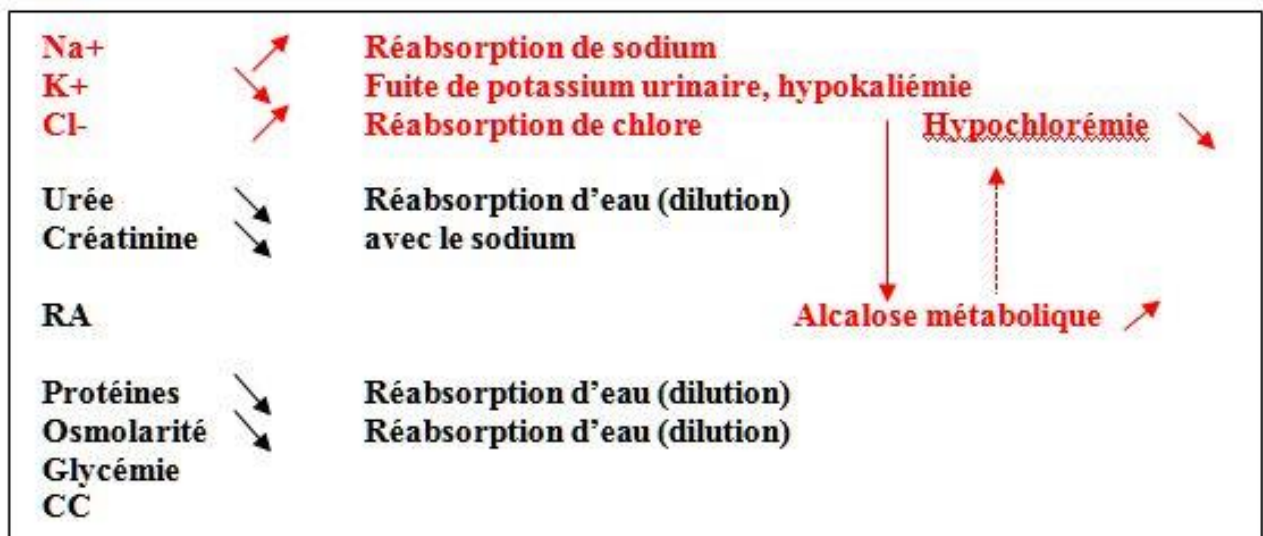 Na+ Réabsorption de sodium
K+ Fuite de potassium urinaire, hypokaliémie
Cl- Réabsorption de chlore Hypochlorémie
Urée Réabsorption d'eau (dilution)
Créatinine avec le sodium
RA Alcalose métabolique
Protéines Réabsorption d'eau (dilution)
Osmolarité Réabsorption d'eau (dilution)
Glycémie
CC